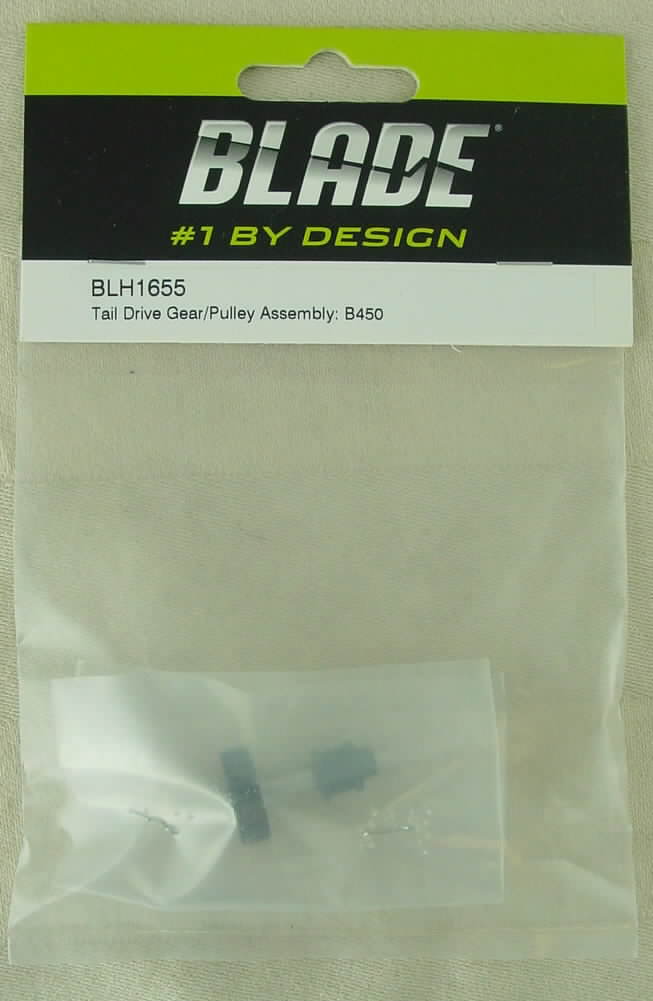 BLADE®
#1 BY DESIGN
BLH1655
Tail Drive Gear/Pulley Assembly: B450